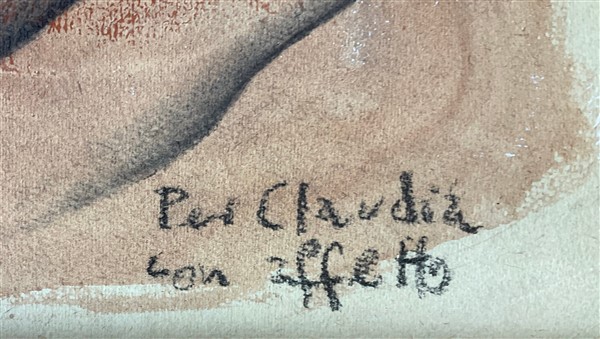 Per Claudia
con affetto